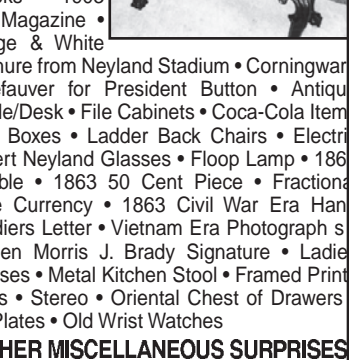 Magazine •
ge & White
ure from Neyland Stadium • Corningwar
efauver for President Button • Antiqu
le/Desk • File Cabinets • Coca-Cola Item
Boxes • Ladder Back Chairs • Electri
ert Neyland Glasses • Floop Lamp • 186
ble • 1863 50 Cent Piece • Fractiona
e Currency • 1863 Civil War Era Han
diers Letter • Vietnam Era Photograph s
en Morris J. Brady Signature • Ladie
ses • Metal Kitchen Stool • Framed Print
s • Stereo • Oriental Chest of Drawers
Plates • Old Wrist Watches
HER MISCELLANEOUS SURPRISES